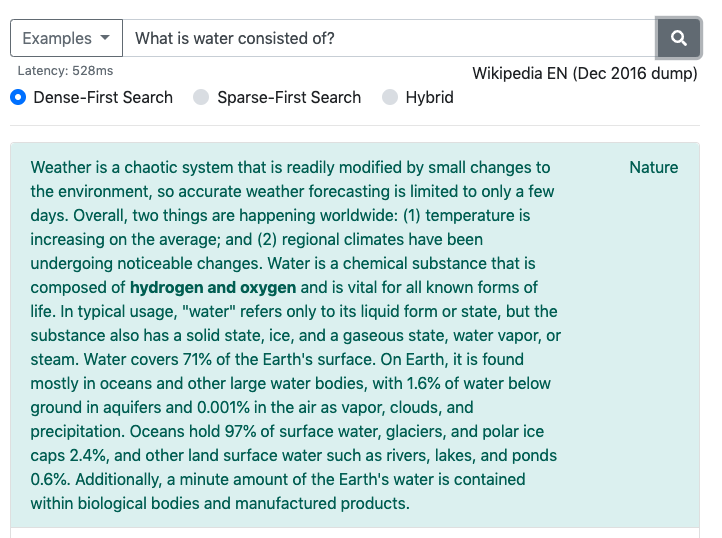 Examples
What is water consisted of?
Latency: 528ms
Wikipedia EN (Dec 2016 dump)
Dense-First Search
Sparse-First Search
Hybrid
Weather is a chaotic system that is readily modified by small changes to
Nature
the environment, so accurate weather forecasting is limited to only a few
days. Overall, two things are happening worldwide: (1) temperature is
increasing on the average; and (2) regional climates have been
undergoing noticeable changes. Water is a chemical substance that is
composed of hydrogen and oxygen and is vital for all known forms of
life. In typical usage, "water" refers only to its liquid form or state, but the
substance also has a solid state, ice, and a gaseous state, water vapor, or
steam. Water covers 71% of the Earth's surface. On Earth, it is found
mostly in oceans and other large water bodies, with 1.6% of water below
ground in aquifers and 0.001% in the air as vapor, clouds, and
precipitation. Oceans hold 97% of surface water, glaciers, and polar ice
caps 2.4%, and other land surface water such as rivers, lakes, and ponds
0.6%. Additionally, a minute amount of the Earth's water is contained
within biological bodies and manufactured products.